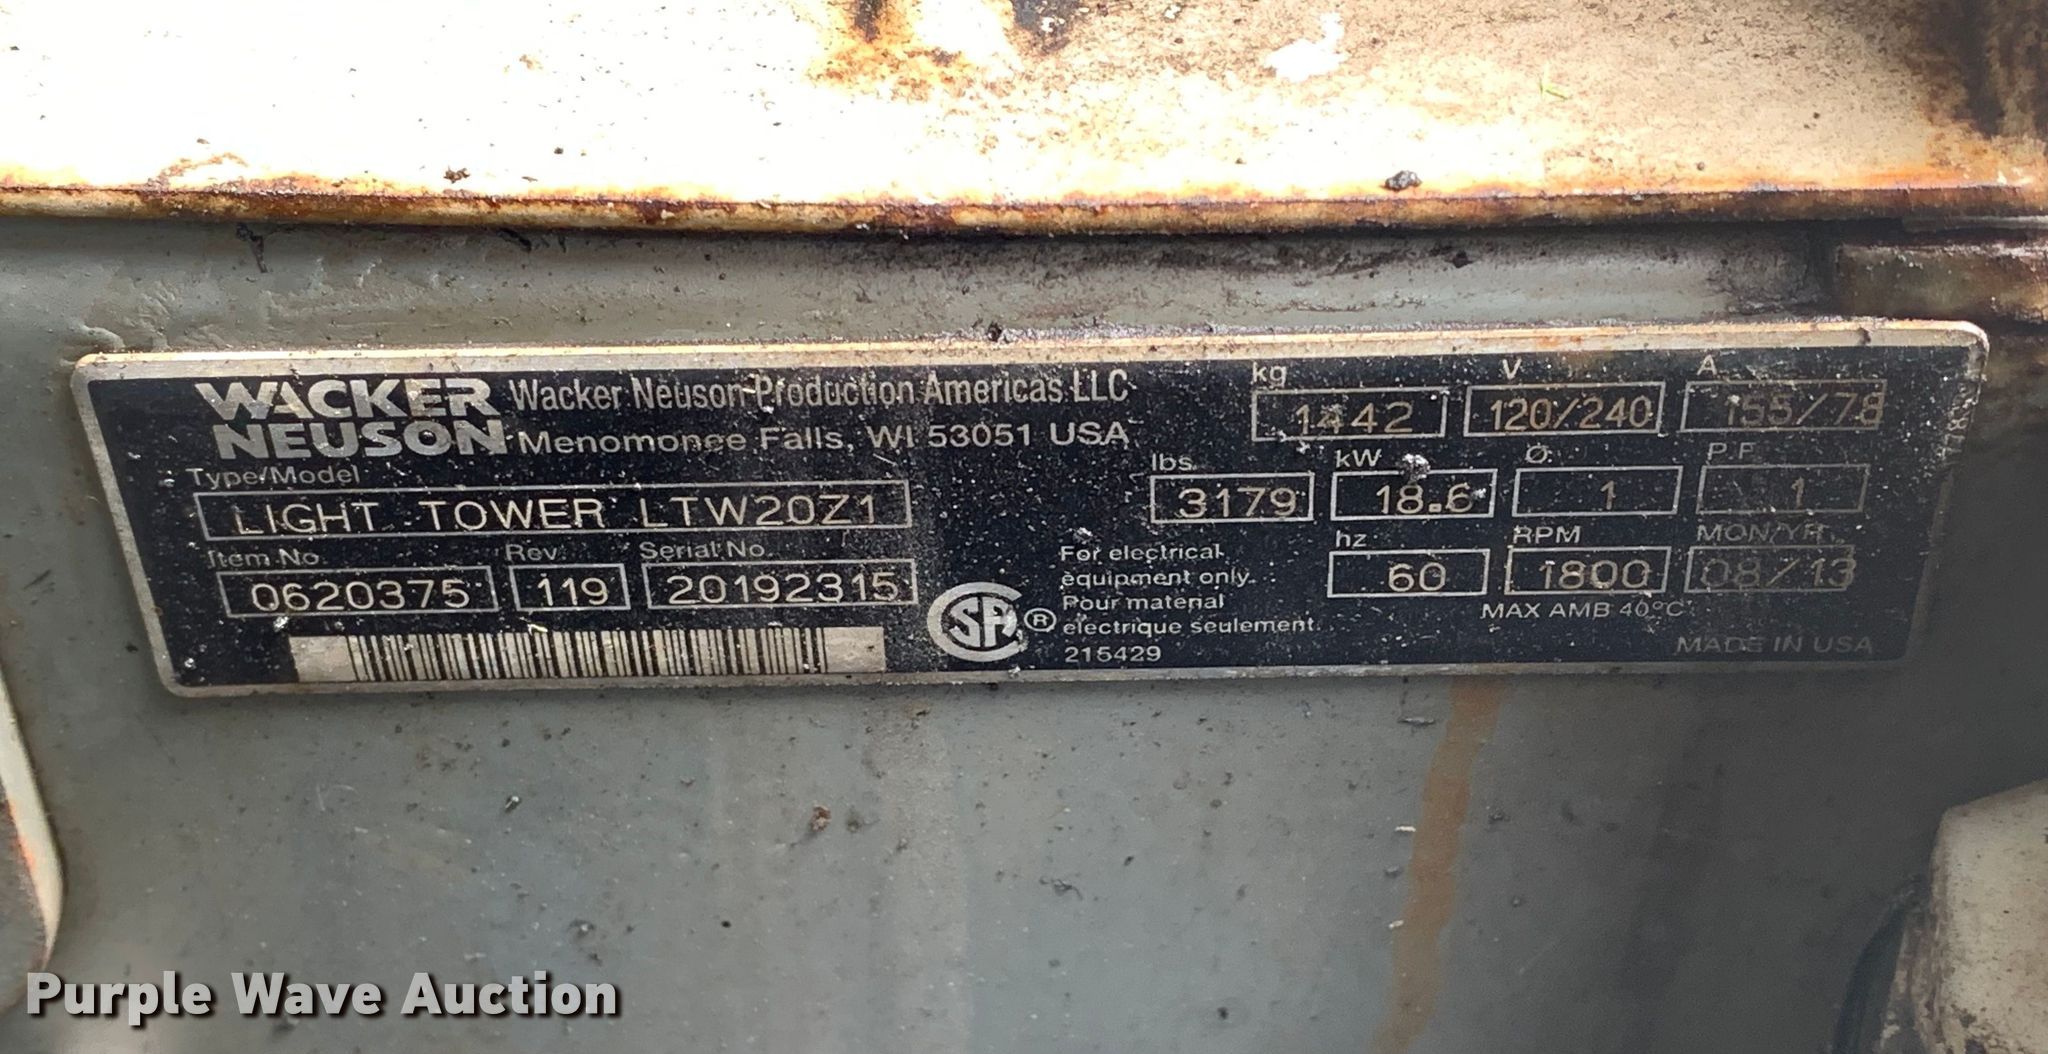 WACKER NEUSON
Wacker Neuson Production Americas LLC
Menomonee Falls, WI 53051 USA
Type/Model
LIGHT TOWER LTW20Z1
Item No. Rev. Serial No.
0620375 119 20192315
kg V A
1442 120/240 155/78
lbs kW Ø P.F.
3179 18.6 1 1
hz RPM MON/YR
60 1800 08/13
For electrical
equipment only.
Pour material
electrique seulement.
215429
SA ®
MAX AMB 40°C
MADE IN USA
Purple Wave Auction